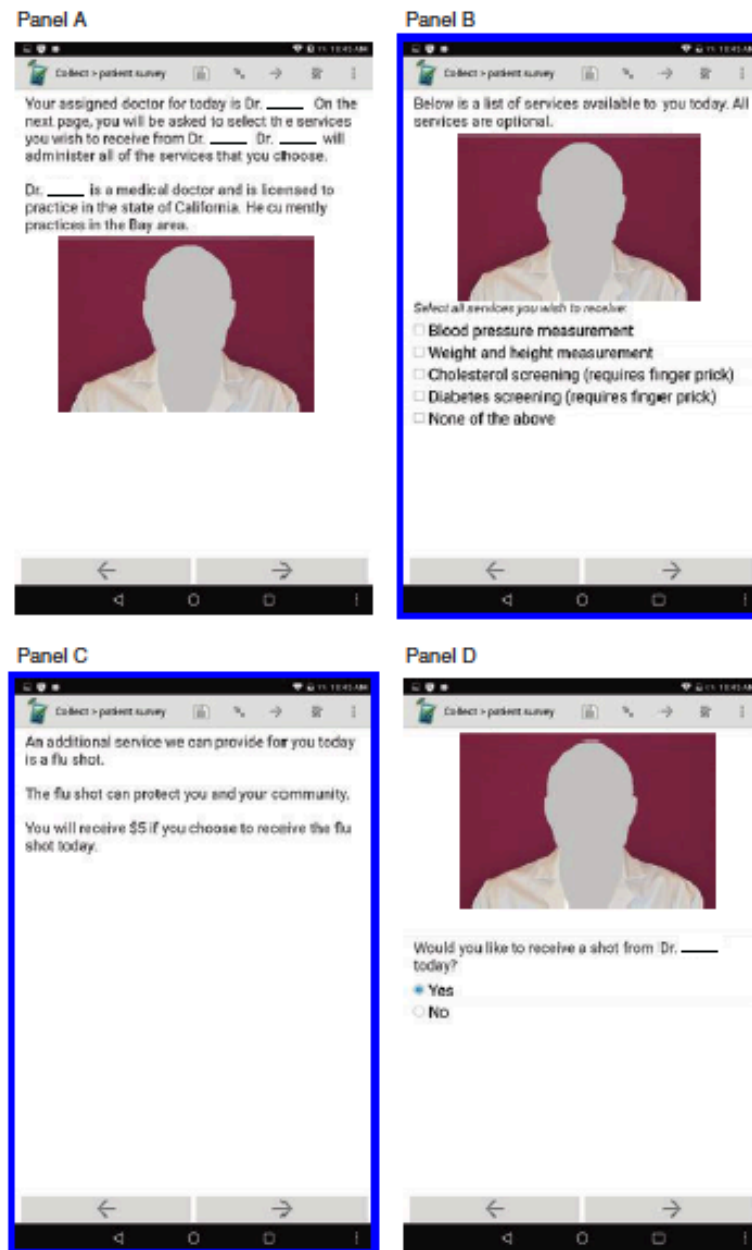 Panel A
Collect > patient survey
Your assigned doctor for today is Dr. _____ On the
next page, you will be asked to select the services
you wish to receive from Dr. _____ Dr. _____ will
administer all of the services that you choose.
Dr. _____ is a medical doctor and is licensed to
practice in the state of California. He currently
practices in the Bay area.
Panel B
Collect > patient survey
Below is a list of services available to you today. All
services are optional.
Select all services you wish to receive:
Blood pressure measurement
Weight and height measurement
Cholesterol screening (requires finger prick)
Diabetes screening (requires finger prick)
None of the above
Panel C
Collect > patient survey
An additional service we can provide for you today
is a flu shot.
The flu shot can protect you and your community.
You will receive $5 if you choose to receive the flu
shot today.
Panel D
Collect > patient survey
Would you like to receive a shot from Dr. _____
today?
Yes
No